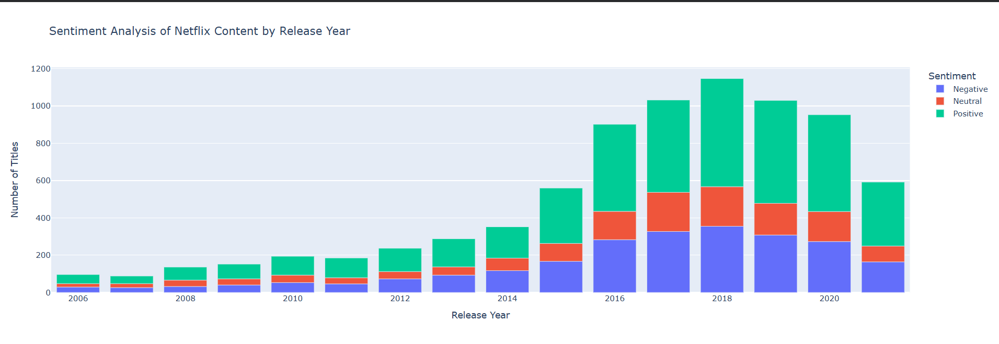 Sentiment Analysis of Netflix Content by Release Year
1200
1000
800
600
400
200
0
Number of Titles
2006
2008
2010
2012
2014
2016
2018
2020
Release Year
Sentiment
Negative
Neutral
Positive